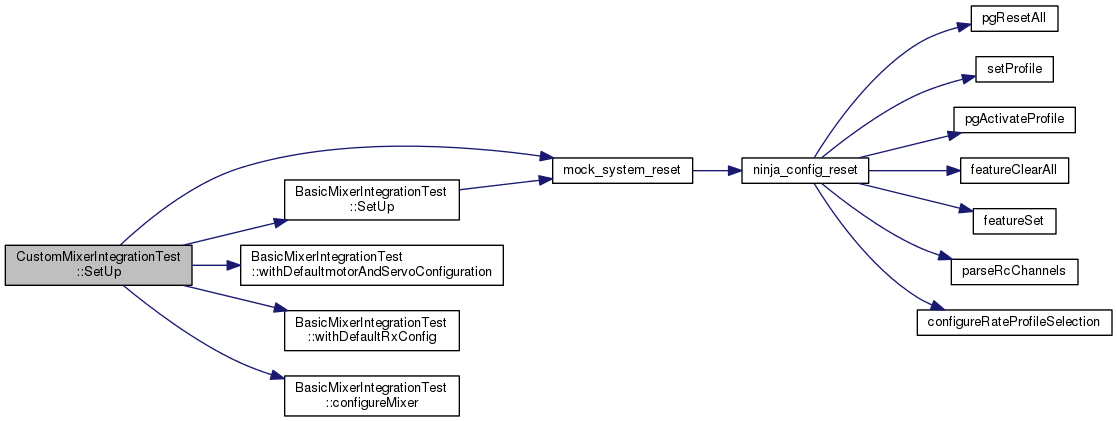 CustomMixerIntegrationTest
::SetUp
BasicMixerIntegrationTest
::SetUp
BasicMixerIntegrationTest
::withDefaultmotorAndServoConfiguration
BasicMixerIntegrationTest
::withDefaultRxConfig
BasicMixerIntegrationTest
::configureMixer
mock_system_reset
ninja_config_reset
pgResetAll
setProfile
pgActivateProfile
featureClearAll
featureSet
parseRcChannels
configureRateProfileSelection